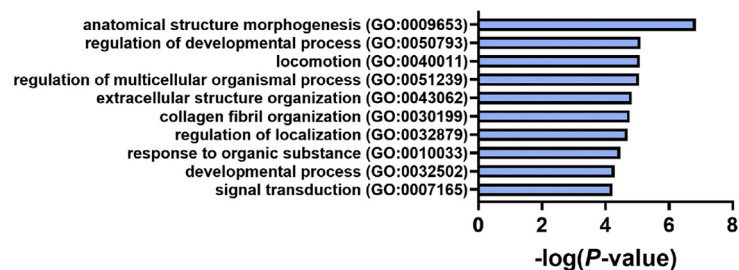 anatomical structure morphogenesis (GO:0009653)
regulation of developmental process (GO:0050793)
locomotion (GO:0040011)
regulation of multicellular organismal process (GO:0051239)
extracellular structure organization (GO:0043062)
collagen fibril organization (GO:0030199)
regulation of localization (GO:0032879)
response to organic substance (GO:0010033)
developmental process (GO:0032502)
signal transduction (GO:0007165)
0 2 4 6 8
-log(P-value)